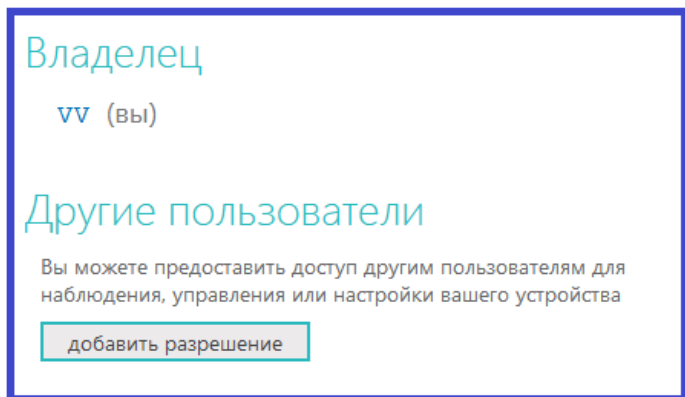 Владелец
vv (вы)
Другие пользователи
Вы можете предоставить доступ другим пользователям для
наблюдения, управления или настройки вашего устройства
добавить разрешение